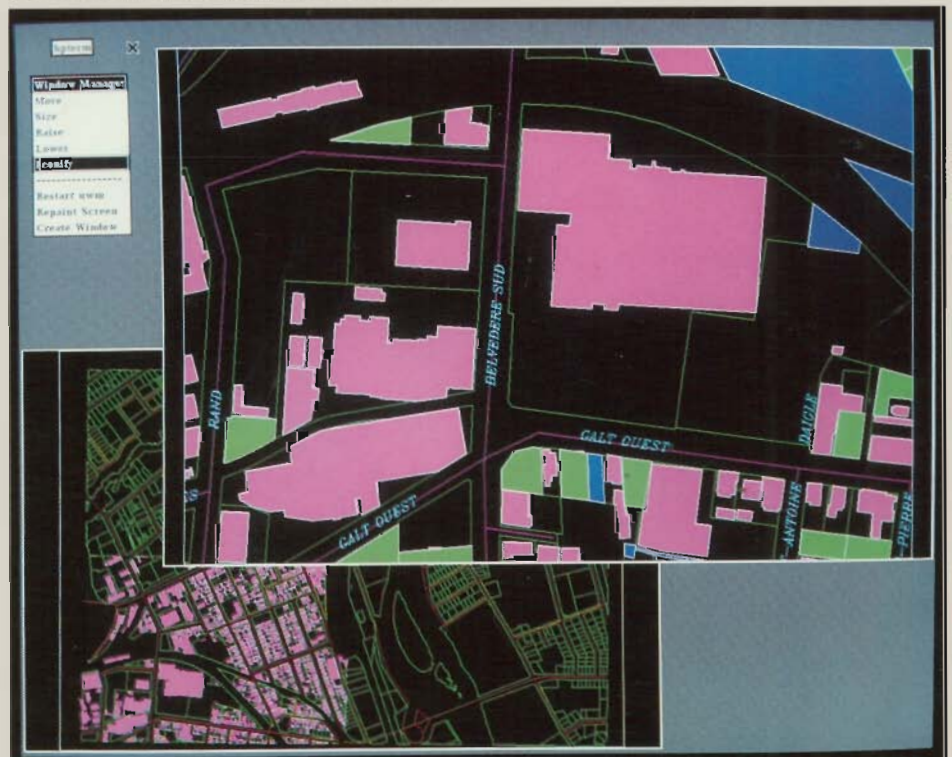 hpterm
Window Manager
Move
Size
Raise
Lower
Iconify
Restart uwm
Repaint Screen
Create Window
BELVEDERE SUD
RAND
GALT OUEST
GALT OUEST
DAIGLE
ANTOINE
PIERRE